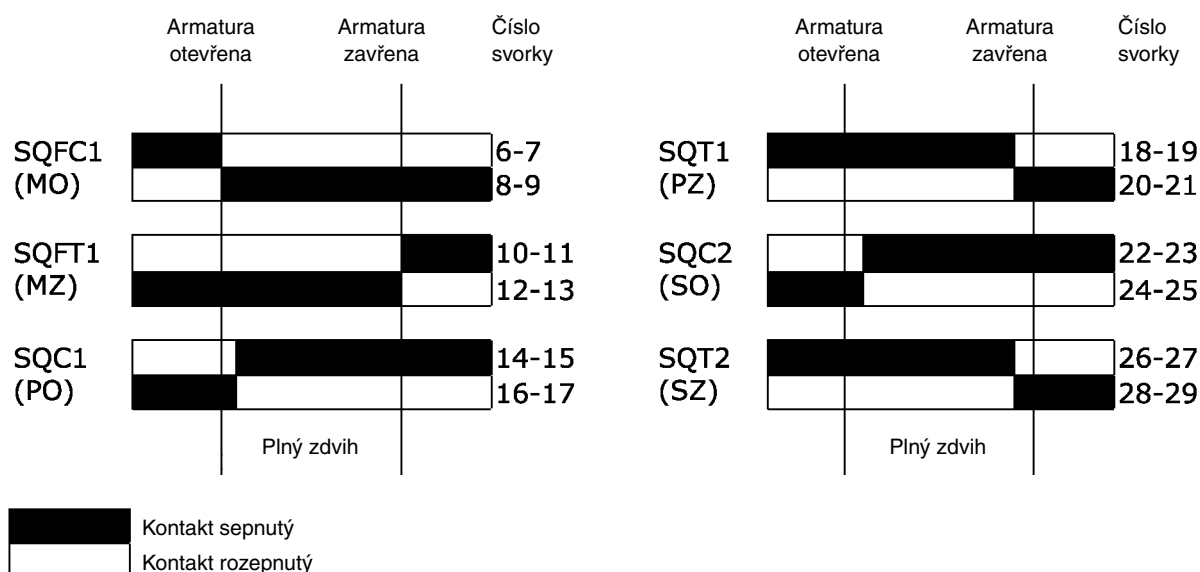 Armatura
otevřena
Armatura
zavřena
Číslo
svorky
SQFC1
(MO)
6-7
8-9
SQFT1
(MZ)
10-11
12-13
SQC1
(PO)
14-15
16-17
Plný zdvih
Armatura
otevřena
Armatura
zavřena
Číslo
svorky
SQT1
(PZ)
18-19
20-21
SQC2
(SO)
22-23
24-25
SQT2
(SZ)
26-27
28-29
Plný zdvih
Kontakt sepnutý
Kontakt rozepnutý